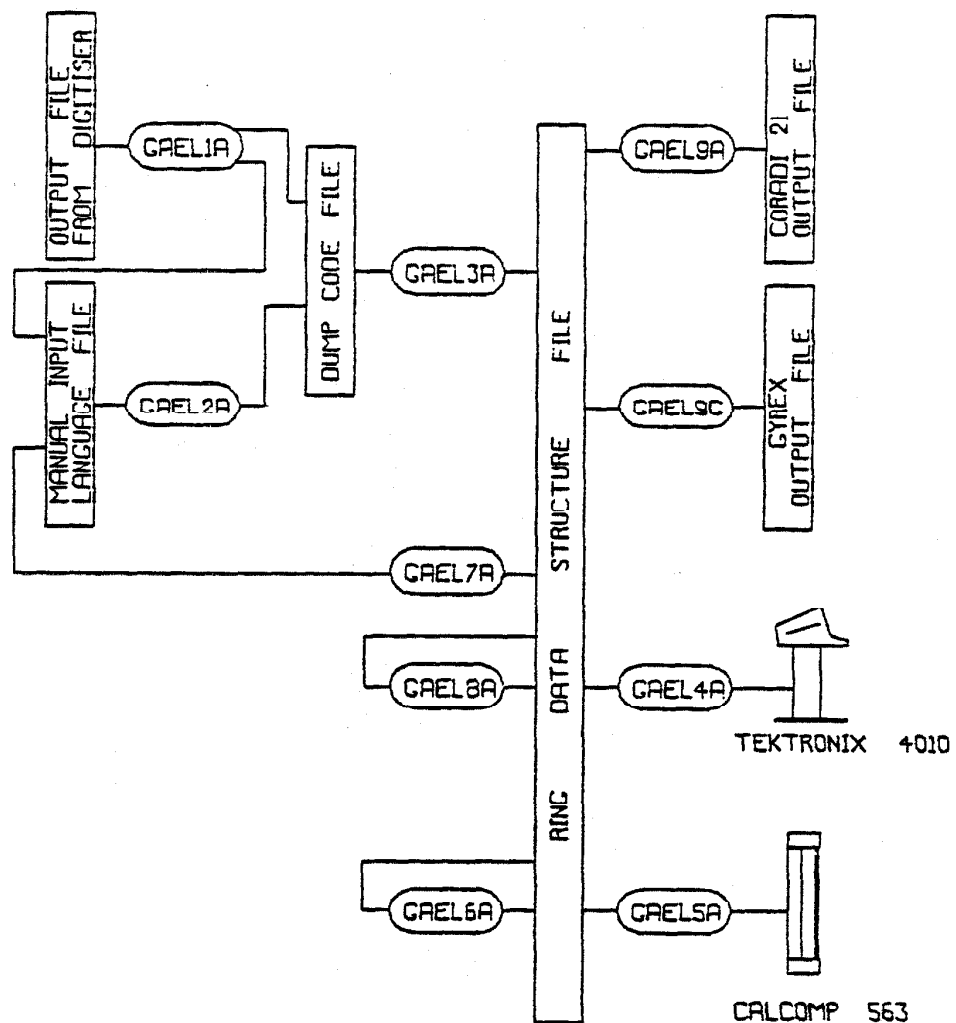 OUTPUT FILE
FROM DIGITISER
GAEL1A
MANUAL INPUT
LANGUAGE FILE
GAEL2A
DUMP CODE FILE
GAEL3A
GAEL7A
GAEL8A
GAEL6A
RING DATA STRUCTURE FILE
GAEL9A
CORADI 21
OUTPUT FILE
GAEL9C
GYREX
OUTPUT FILE
GAEL4A
TEKTRONIX 4010
GAEL5A
CALCOMP 563